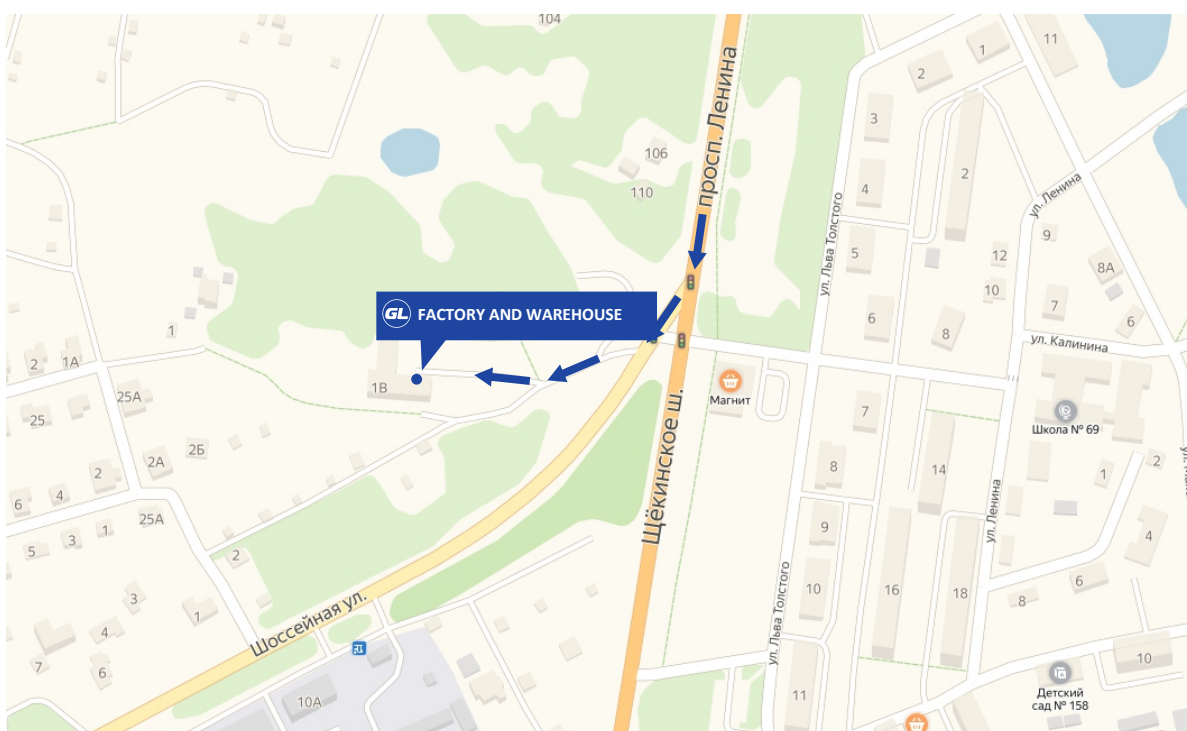 104
11
1
2
просп. Ленина
3
106
2
110
4
ул. Ленина
ул. Льва Толстого
9
5
12
8А
10
7
GL FACTORY AND WAREHOUSE
6
6
8
1
ул. Калинина
2
1А
1В
Магнит
25А
7
25
Школа № 69
Щёкинское ш.
2Б
2А
8
14
1
2
2
6
4
ул. Ленина
25А
9
1
3
5
2
4
10
16
18
6
8
3
1
Шоссейная ул.
ул. Льва Толстого
4
7
6
10
10А
11
Детский
сад № 158